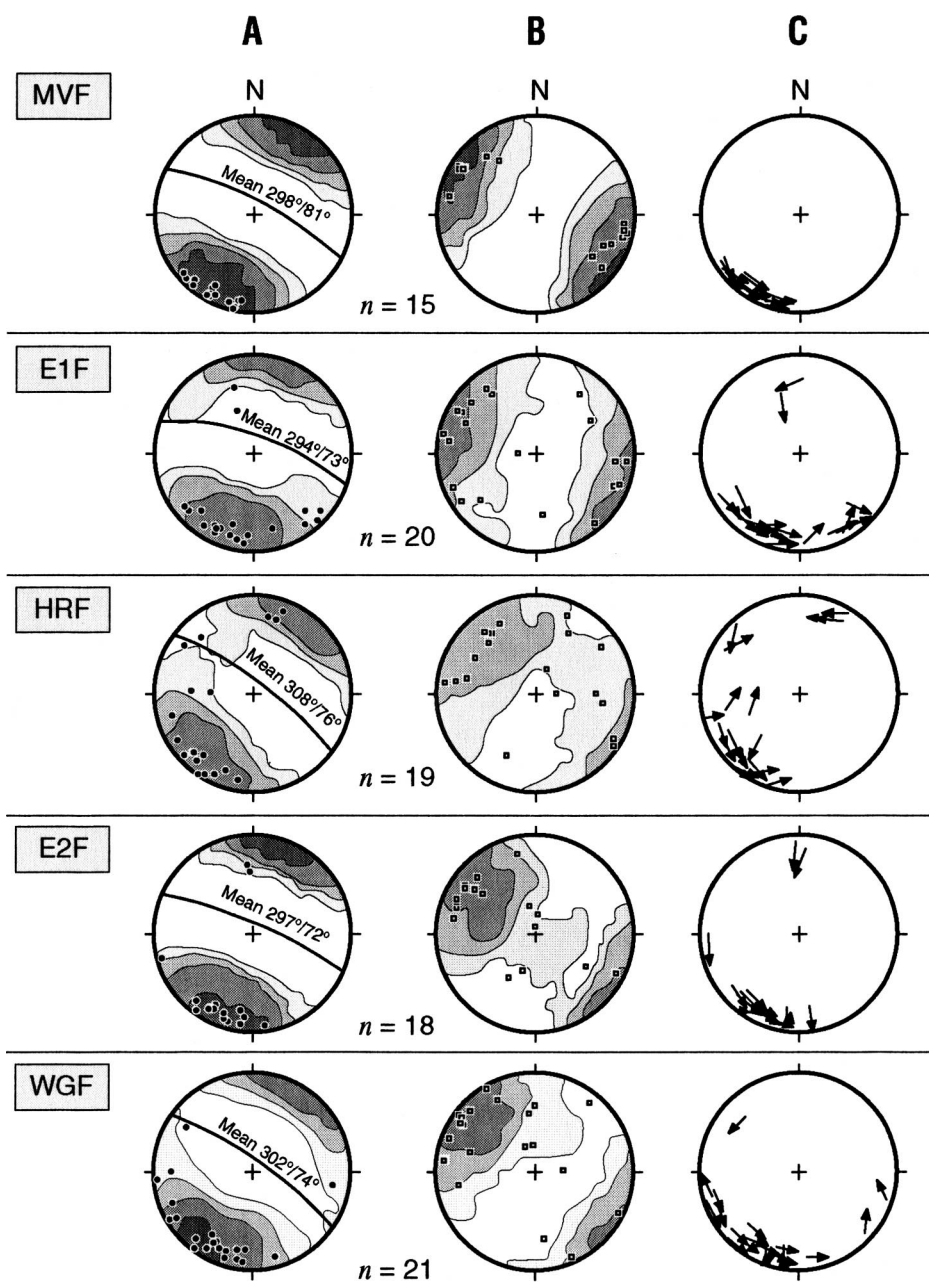 A B C
MVF
N N N
Mean 298°/81°
n = 15
E1F
Mean 294°/73°
n = 20
HRF
Mean 308°/76°
n = 19
E2F
Mean 297°/72°
n = 18
WGF
Mean 302°/74°
n = 21